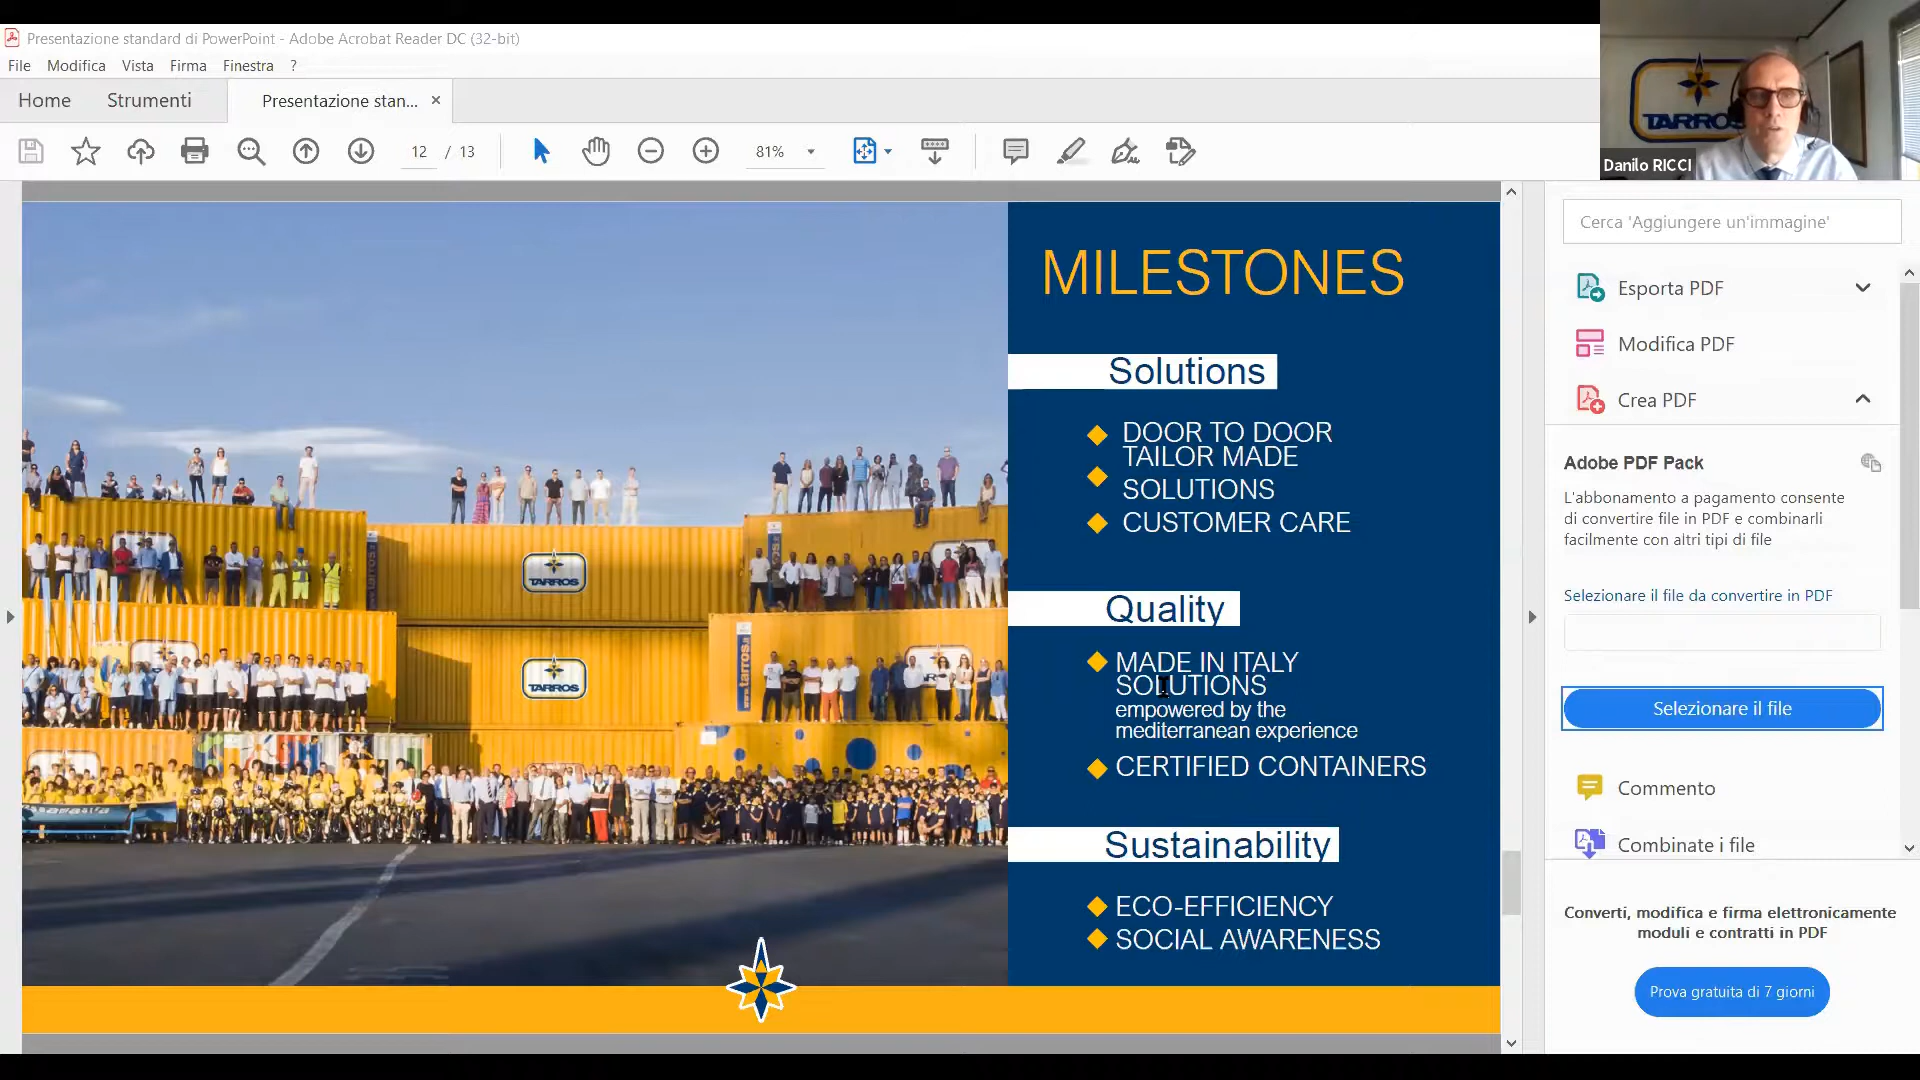 Presentazione standard di PowerPoint - Adobe Acrobat Reader DC (32-bit)
File Modifica Vista Firma Finestra ?
Home Strumenti Presentazione stan... ×
12 / 13 81%
TARROS
Danilo RICCI
MILESTONES
Solutions
DOOR TO DOOR
TAILOR MADE
SOLUTIONS
CUSTOMER CARE
Quality
MADE IN ITALY
SOLUTIONS
empowered by the
mediterranean experience
CERTIFIED CONTAINERS
Sustainability
ECO-EFFICIENCY
SOCIAL AWARENESS
TARROS
TARROS
www.tarros.it
Cerca 'Aggiungere un'immagine'
Esporta PDF
Modifica PDF
Crea PDF
Adobe PDF Pack
L'abbonamento a pagamento consente
di convertire file in PDF e combinarli
facilmente con altri tipi di file
Selezionare il file da convertire in PDF
Selezionare il file
Commento
Combinate i file
Converti, modifica e firma elettronicamente
moduli e contratti in PDF
Prova gratuita di 7 giorni